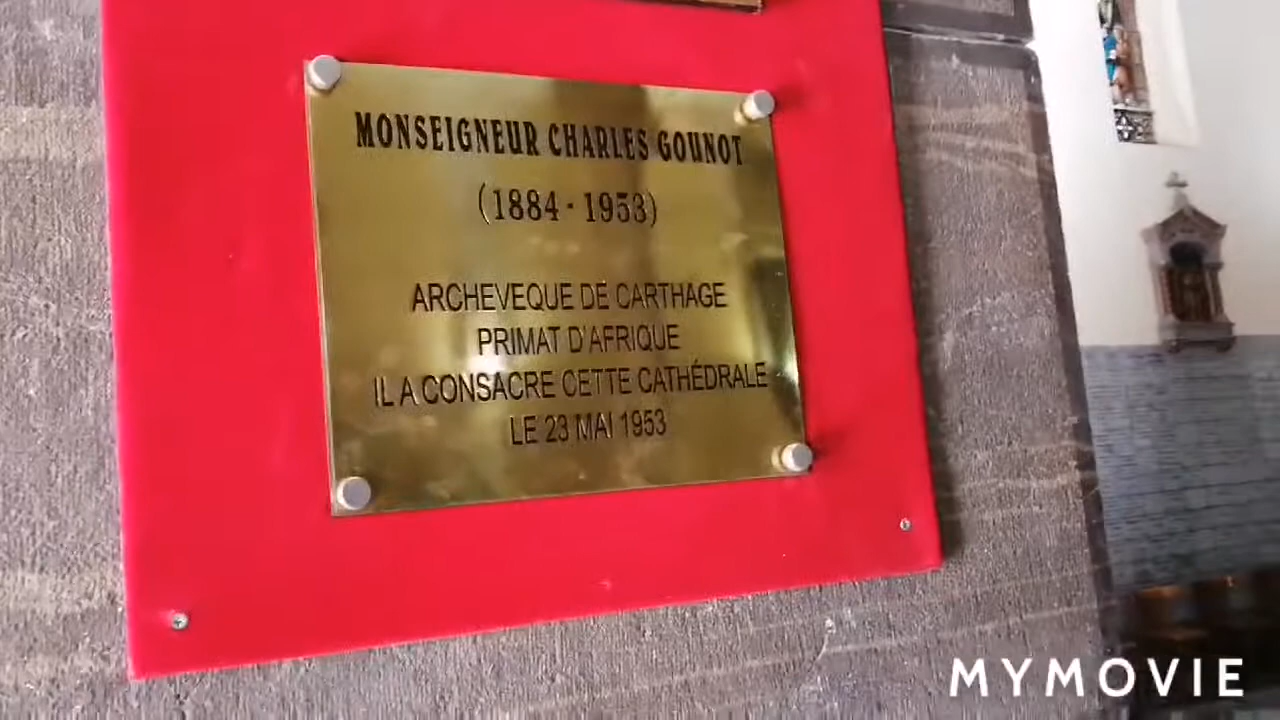 MONSEIGNEUR CHARLES GOUNOT
(1884 - 1953)
ARCHEVEQUE DE CARTHAGE
PRIMAT D'AFRIQUE
IL A CONSACRE CETTE CATHÉDRALE
LE 23 MAI 1953
MYMOVIE